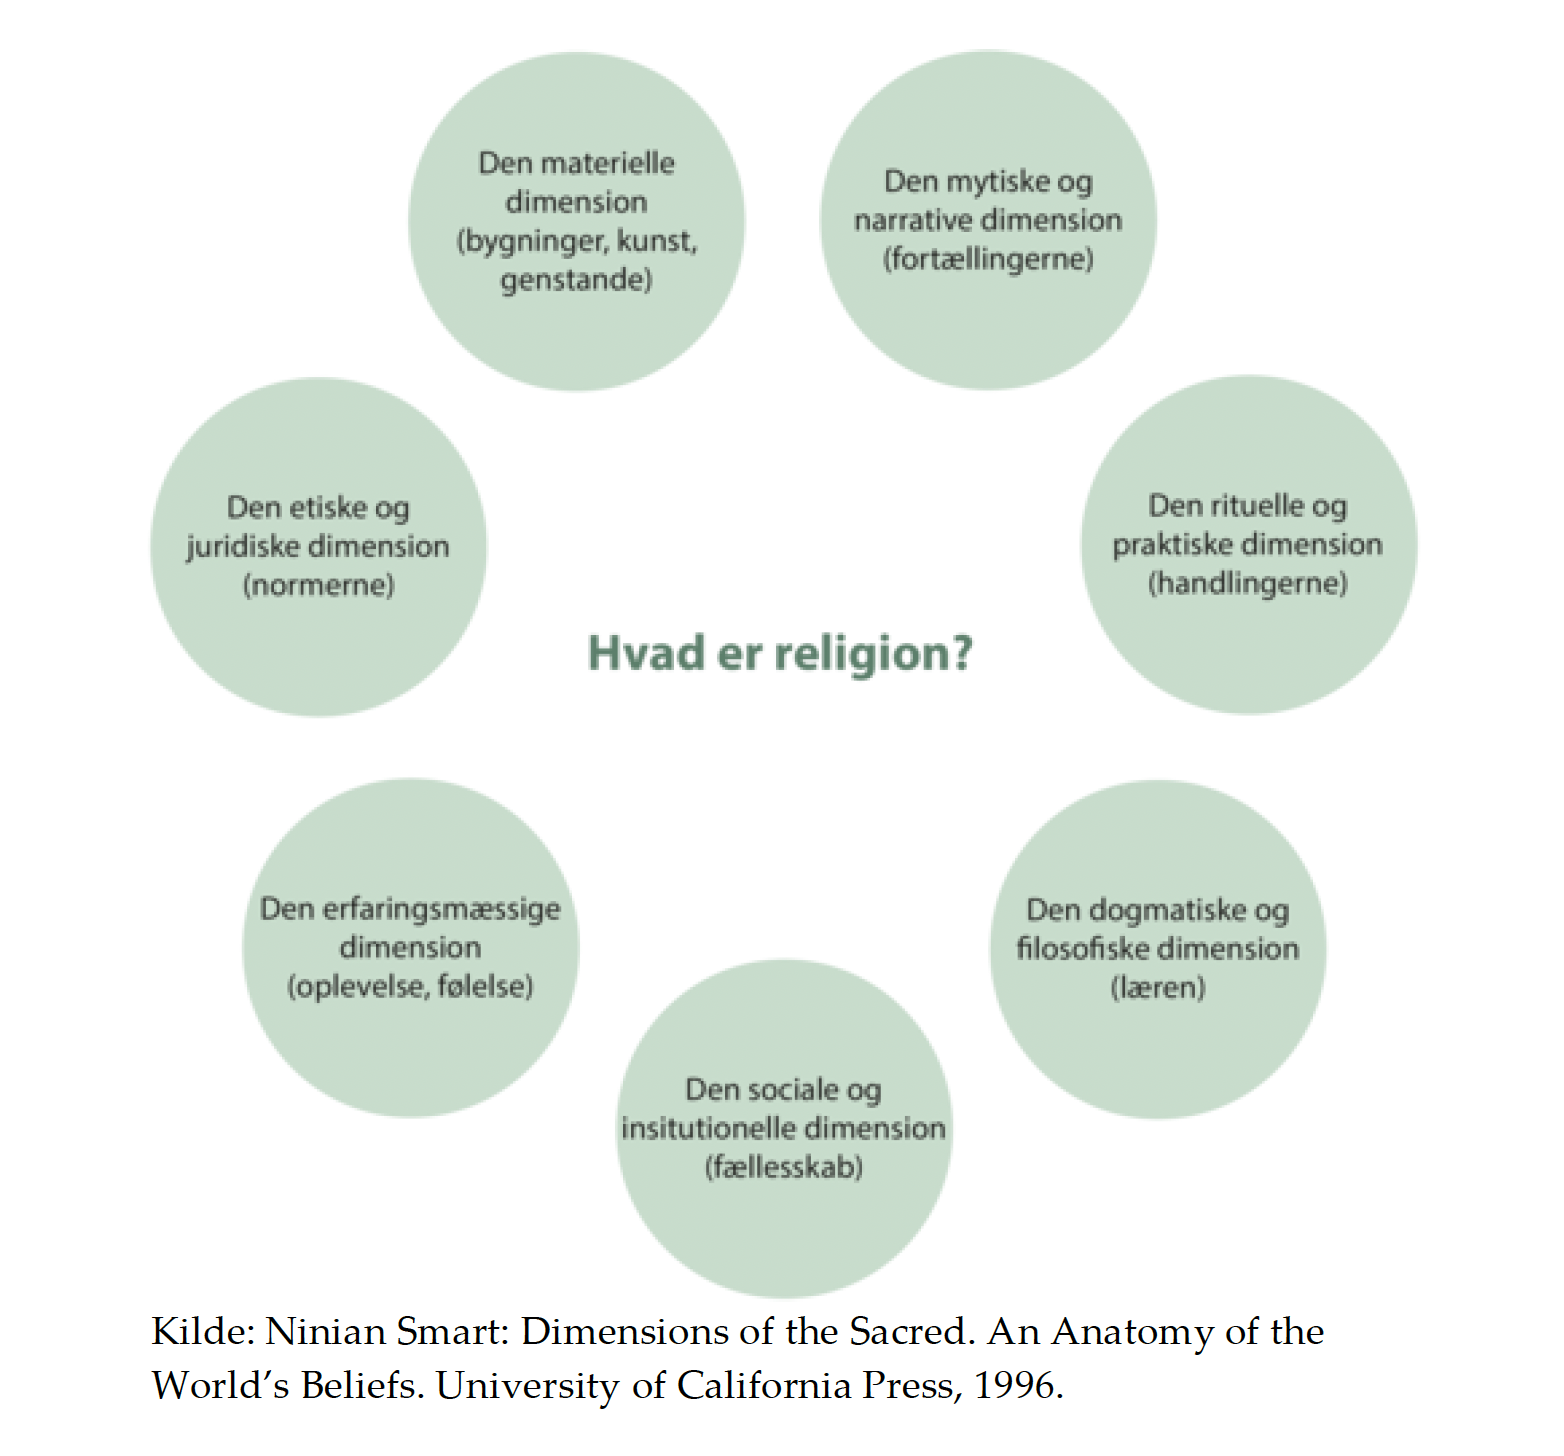 Den materielle
dimension
(bygninger, kunst,
genstande)
Den mytiske og
narrative dimension
(fortællingerne)
Den etiske og
juridiske dimension
(normerne)
Den rituelle og
praktiske dimension
(handlingerne)
Hvad er religion?
Den erfaringsmæssige
dimension
(oplevelse, følelse)
Den dogmatiske og
filosofiske dimension
(læren)
Den sociale og
insitutionelle dimension
(fællesskab)
Kilde: Ninian Smart: Dimensions of the Sacred. An Anatomy of the
World’s Beliefs. University of California Press, 1996.